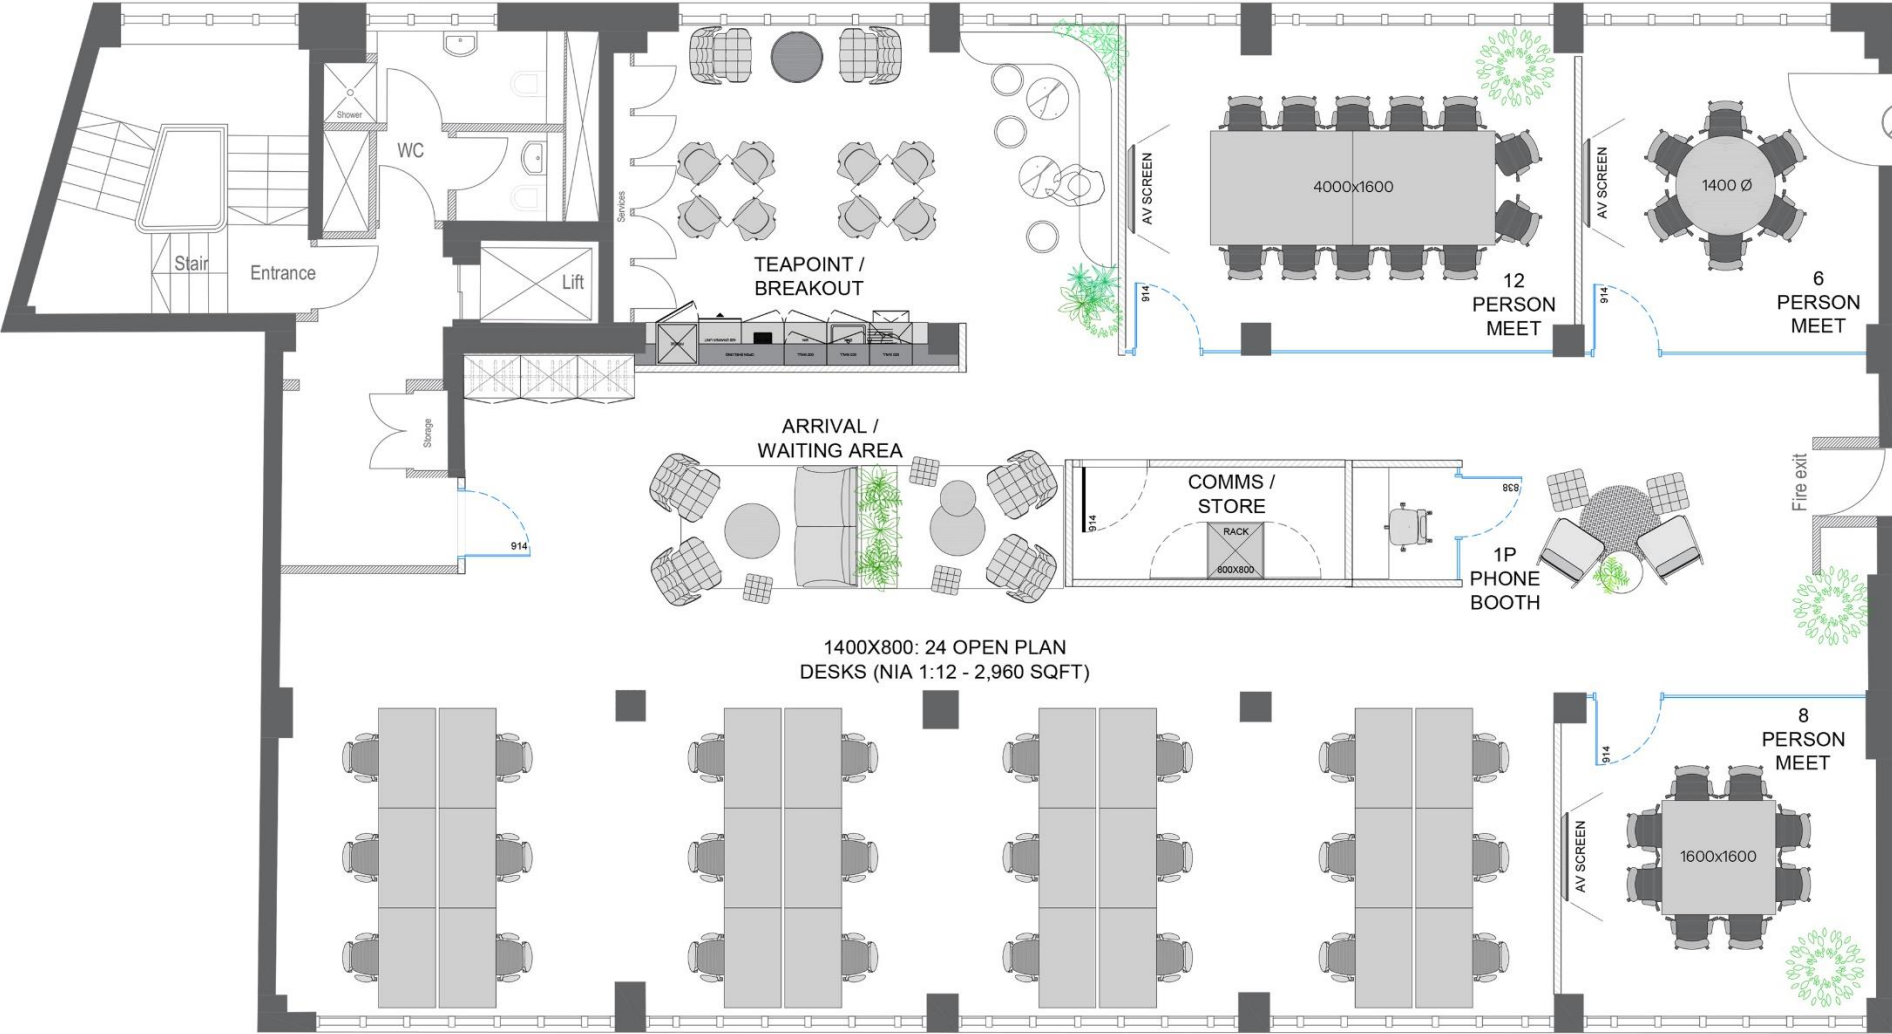 Shower
WC
Services
Stair
Entrance
Lift
TEAPOINT /
BREAKOUT
AV SCREEN
4000x1600
12
PERSON
MEET
914
AV SCREEN
1400 Ø
6
PERSON
MEET
914
Storage
914
ARRIVAL /
WAITING AREA
914
COMMS /
STORE
RACK
800X800
838
1P
PHONE
BOOTH
Fire exit
1400X800: 24 OPEN PLAN
DESKS (NIA 1:12 - 2,960 SQFT)
914
8
PERSON
MEET
AV SCREEN
1600x1600